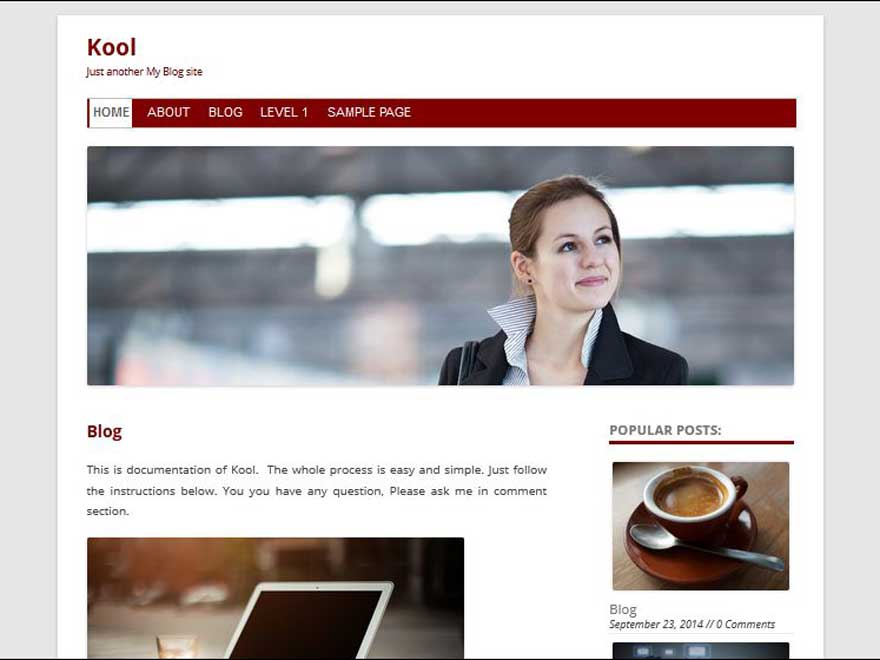 Kool
Just another My Blog site
HOME ABOUT BLOG LEVEL 1 SAMPLE PAGE
Blog
This is documentation of Kool. The whole process is easy and simple. Just follow
the instructions below. You you have any question, Please ask me in comment
section.
POPULAR POSTS:
Blog
September 23, 2014 // 0 Comments